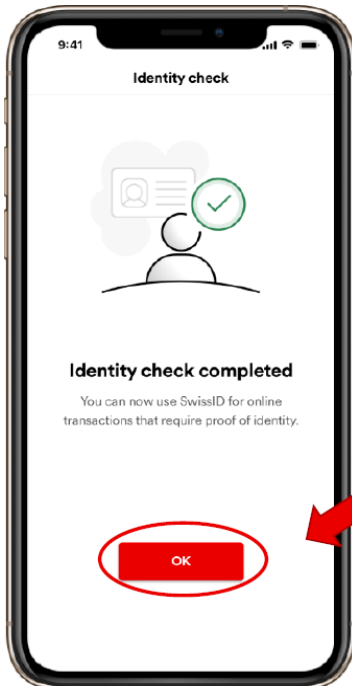 9:41
Identity check
Identity check completed
You can now use SwissID for online
transactions that require proof of identity.
OK